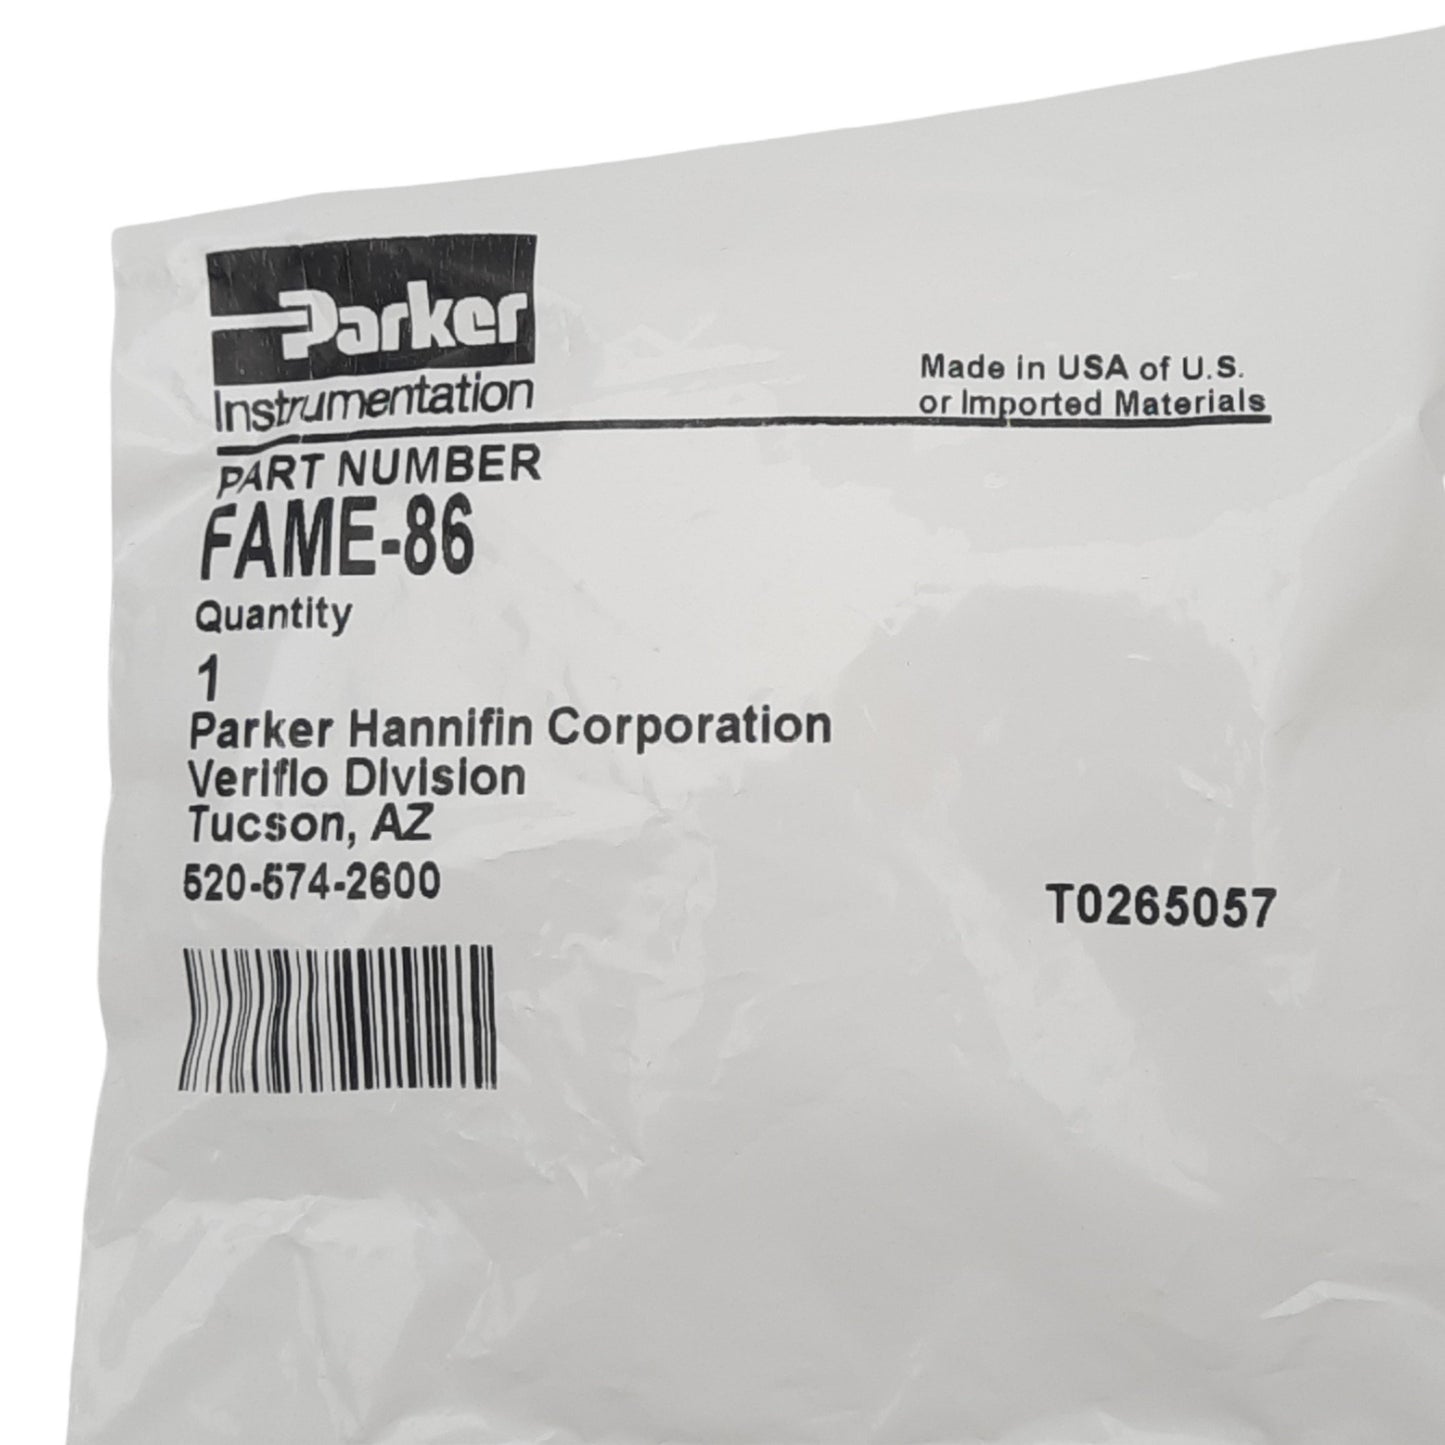 Parker
Instrumentation
Made in USA of U.S.
or Imported Materials
PART NUMBER
FAME-86
Quantity
1
Parker Hannifin Corporation
Veriflo Division
Tucson, AZ
520-574-2600
T0265057